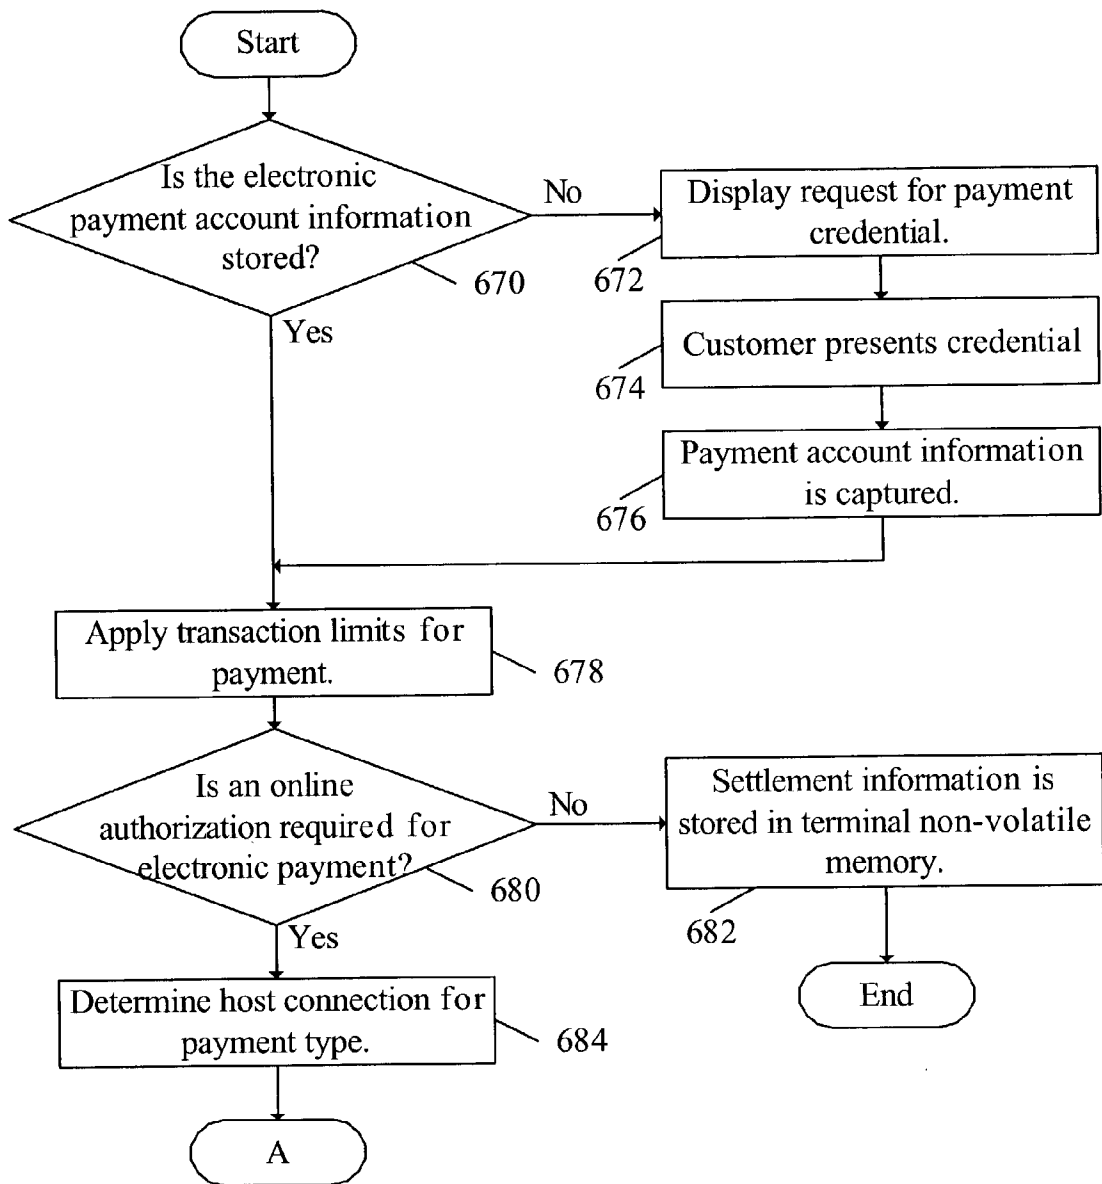 Start
Is the electronic
payment account information
stored?
670
No
Yes
Display request for payment
credential.
672
Customer presents credential
674
Payment account information
is captured.
676
Apply transaction limits for
payment.
678
Is an online
authorization required for
electronic payment?
680
No
Yes
Settlement information is
stored in terminal non-volatile
memory.
682
End
Determine host connection for
payment type.
684
A